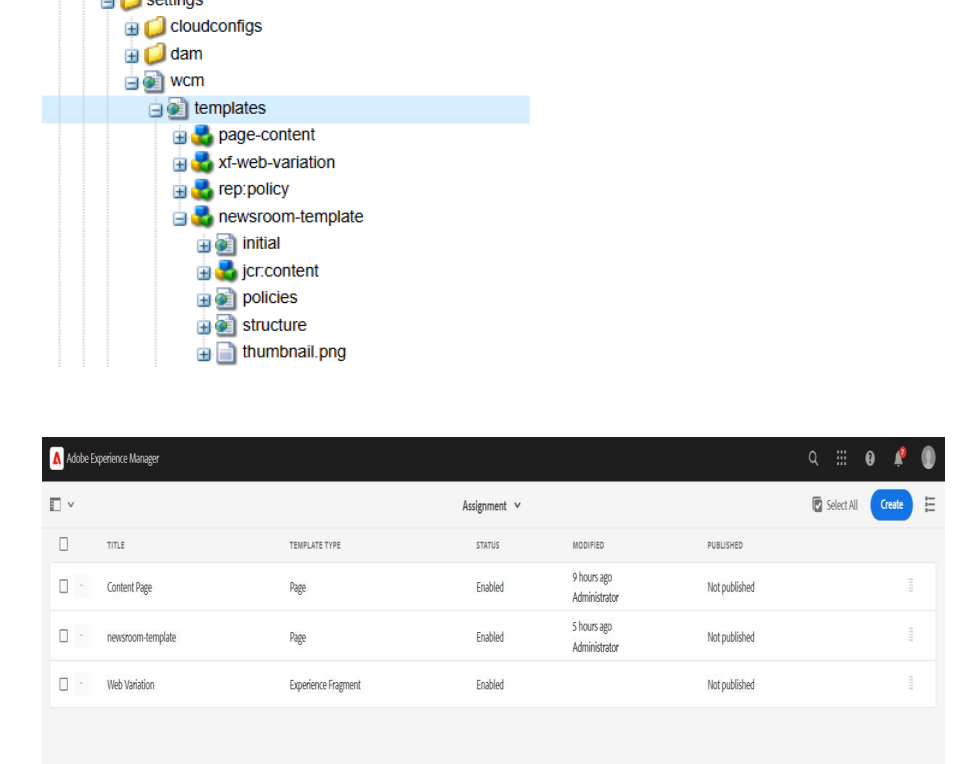 settings
cloudconfigs
dam
wcm
templates
page-content
xf-web-variation
rep:policy
newsroom-template
initial
jcr:content
policies
structure
thumbnail.png
Adobe Experience Manager
Assignment Select All Create
TITLE TEMPLATE TYPE STATUS MODIFIED PUBLISHED
Content Page Page Enabled 9 hours ago Not published
Administrator
newsroom-template Page Enabled 5 hours ago Not published
Administrator
Web Variation Experience Fragment Enabled Not published